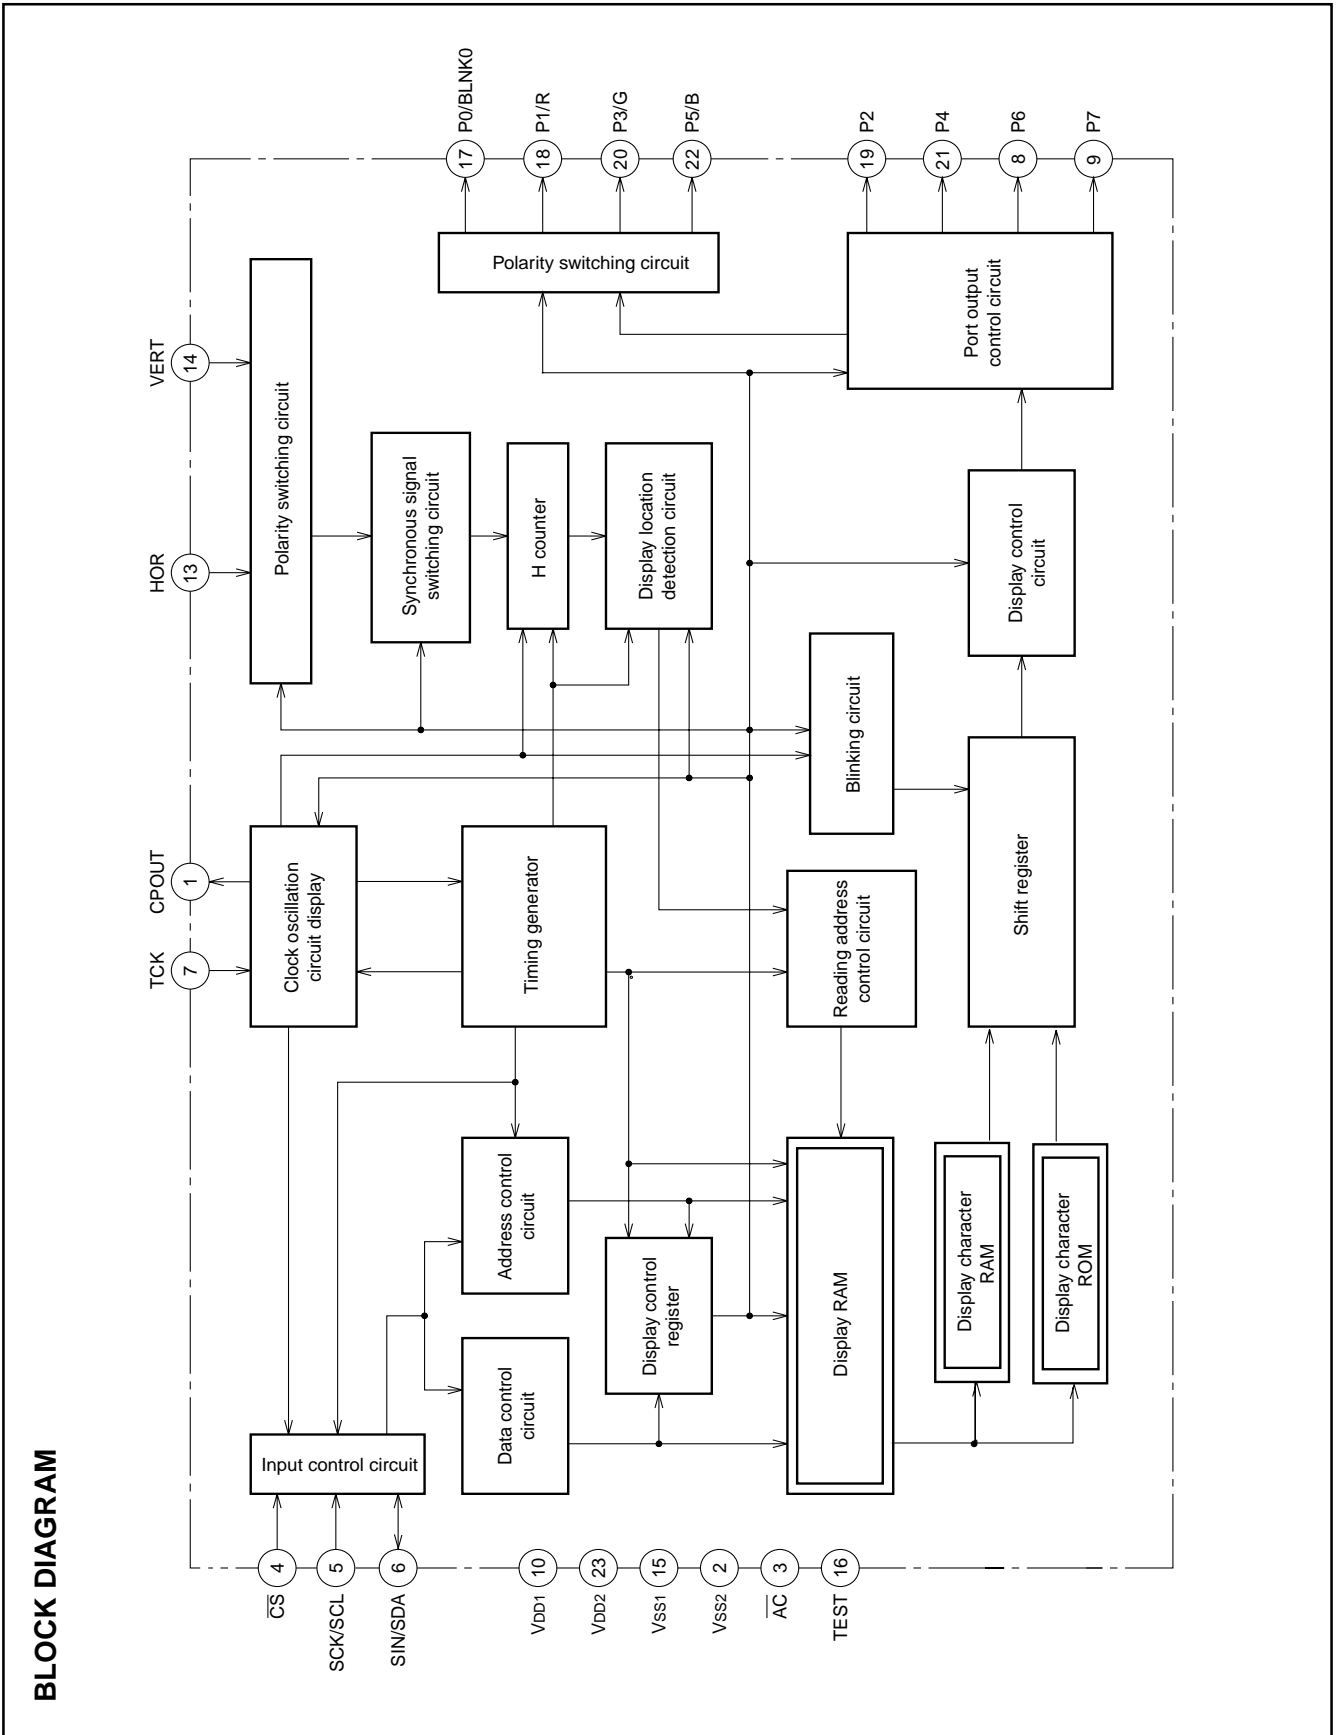 BLOCK DIAGRAM
CS
4
SCK/SCL
5
SIN/SDA
6
VDD1
10
VDD2
23
VSS1
15
VSS2
2
AC
3
TEST
16
TCK
7
CPOUT
1
HOR
13
VERT
14
Input control circuit
Clock oscillation
circuit display
Polarity switching circuit
Data control
circuit
Address control
circuit
Timing generator
Synchronous signal
switching circuit
H counter
Display control
register
Display location
detection circuit
Display RAM
Reading address
control circuit
Blinking circuit
Display character
RAM
Display character
ROM
Shift register
Display control
circuit
Polarity switching circuit
Port output
control circuit
17
P0/BLNK0
18
P1/R
20
P3/G
22
P5/B
19
P2
21
P4
8
P6
9
P7